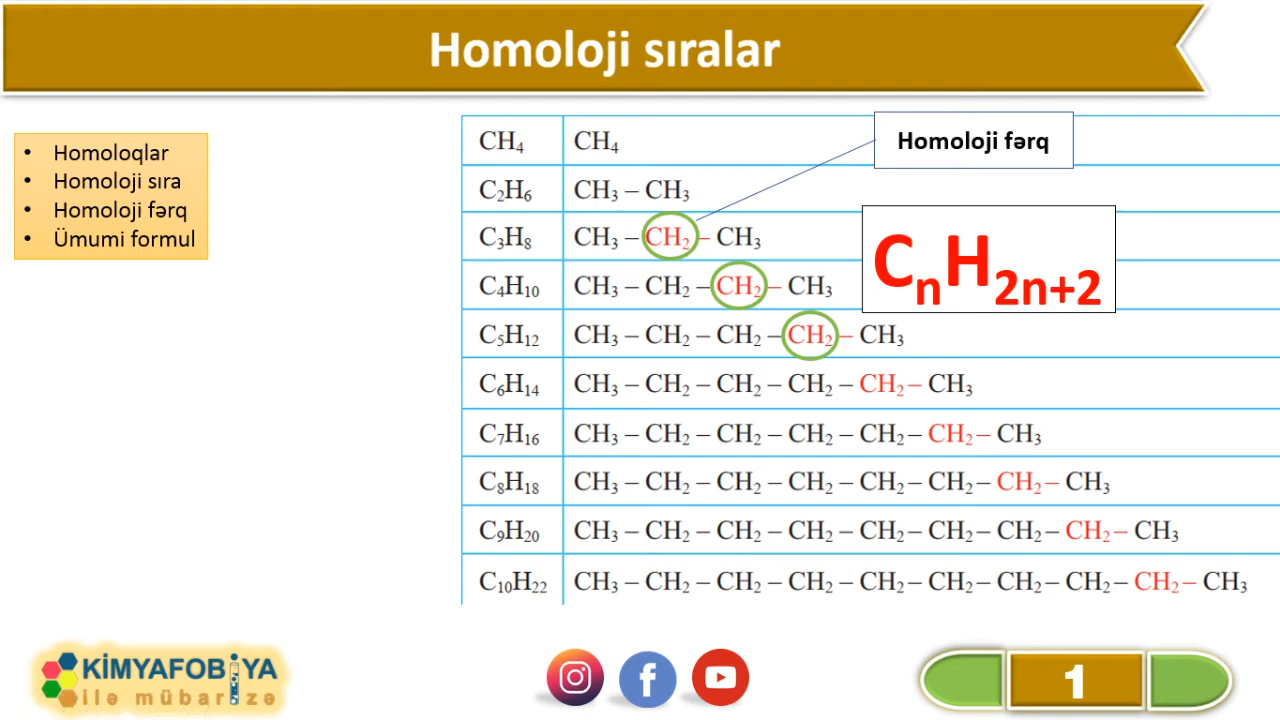 Homoloji sıralar
• Homoloqlar
• Homoloji sıra
• Homoloji fərq
• Ümumi formul
Homoloji fərq
CₙH₂ₙ₊₂
CH₄ CH₄
C₂H₆ CH₃ – CH₃
C₃H₈ CH₃ – CH₂ – CH₃
C₄H₁₀ CH₃ – CH₂ – CH₂ – CH₃
C₅H₁₂ CH₃ – CH₂ – CH₂ – CH₂ – CH₃
C₆H₁₄ CH₃ – CH₂ – CH₂ – CH₂ – CH₂ – CH₃
C₇H₁₆ CH₃ – CH₂ – CH₂ – CH₂ – CH₂ – CH₂ – CH₃
C₈H₁₈ CH₃ – CH₂ – CH₂ – CH₂ – CH₂ – CH₂ – CH₂ – CH₃
C₉H₂₀ CH₃ – CH₂ – CH₂ – CH₂ – CH₂ – CH₂ – CH₂ – CH₂ – CH₃
C₁₀H₂₂ CH₃ – CH₂ – CH₂ – CH₂ – CH₂ – CH₂ – CH₂ – CH₂ – CH₂ – CH₃
KİMYAFOBİYA
ilə mübarizə
1